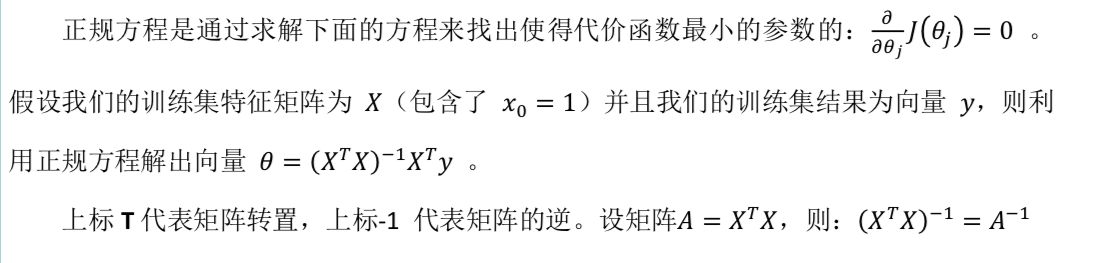 正规方程是通过求解下面的方程来找出使得代价函数最小的参数的：$\frac{\partial}{\partial\theta_j}J(\theta_j) = 0$ 。
假设我们的训练集特征矩阵为 $X$（包含了 $x_0 = 1$）并且我们的训练集结果为向量 $y$，则利
用正规方程解出向量 $\theta = (X^TX)^{-1}X^Ty$ 。
上标 T 代表矩阵转置，上标-1 代表矩阵的逆。设矩阵$A = X^TX$，则：$(X^TX)^{-1} = A^{-1}$